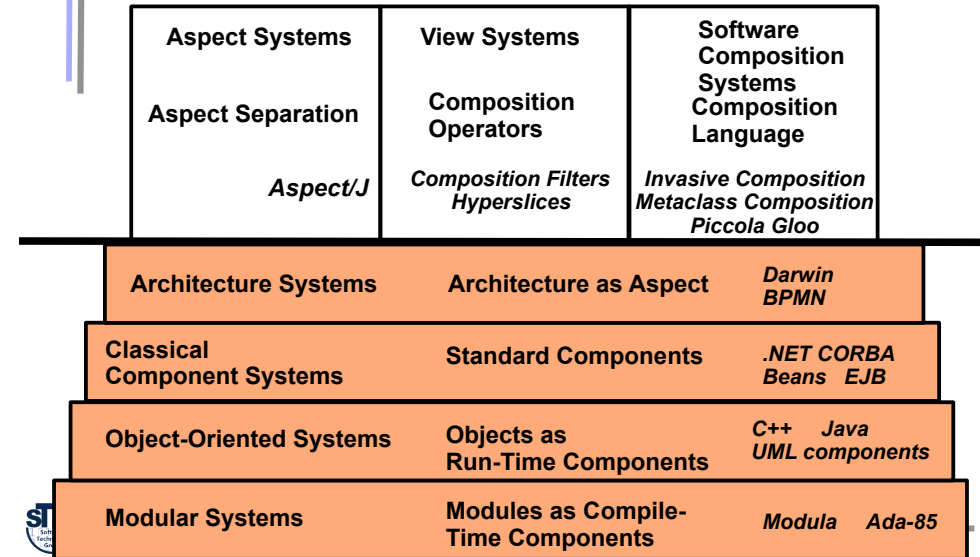 Aspect Systems
Aspect Separation
Aspect/J
View Systems
Composition
Operators
Composition Filters
Hyperslices
Software
Composition
Systems
Composition
Language
Invasive Composition
Metaclass Composition
Piccola Gloo
Architecture Systems
Architecture as Aspect
Darwin
BPMN
Classical
Component Systems
Standard Components
.NET CORBA
Beans EJB
Object-Oriented Systems
Objects as
Run-Time Components
C++ Java
UML components
Modular Systems
Modules as Compile-
Time Components
Modula Ada-85